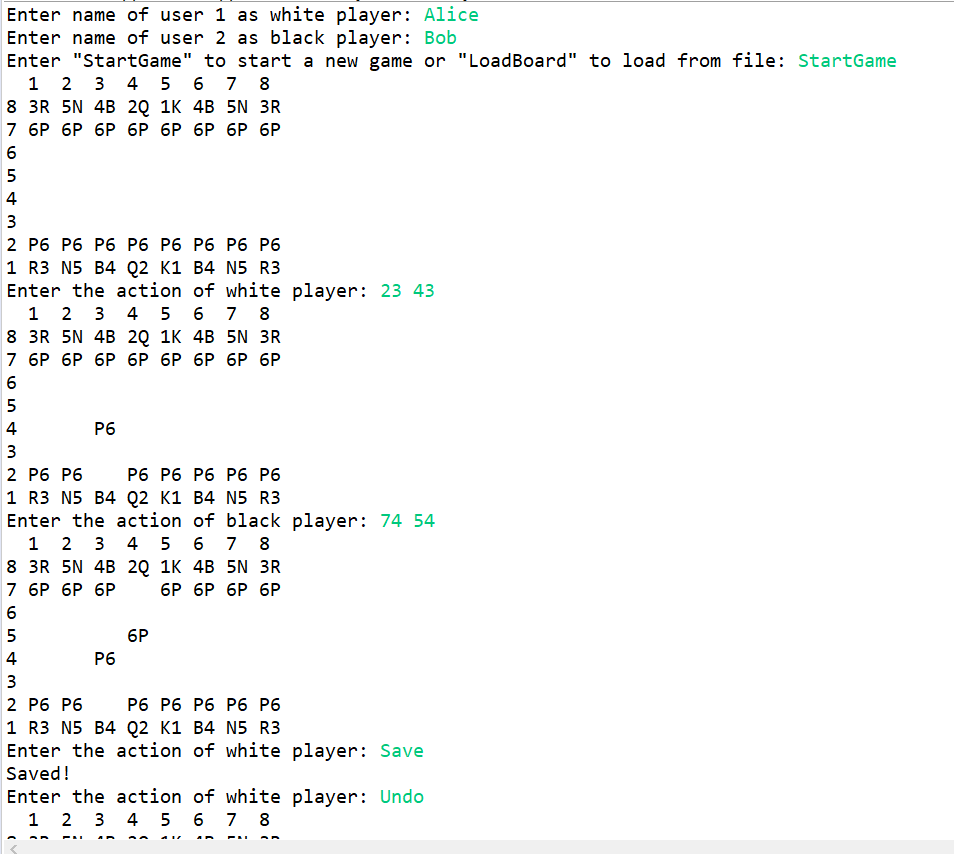 Enter name of user 1 as white player: Alice
Enter name of user 2 as black player: Bob
Enter "StartGame" to start a new game or "LoadBoard" to load from file: StartGame
  1  2  3  4  5  6  7  8
8 3R 5N 4B 2Q 1K 4B 5N 3R
7 6P 6P 6P 6P 6P 6P 6P 6P
6
5
4
3
2 P6 P6 P6 P6 P6 P6 P6 P6
1 R3 N5 B4 Q2 K1 B4 N5 R3
Enter the action of white player: 23 43
  1  2  3  4  5  6  7  8
8 3R 5N 4B 2Q 1K 4B 5N 3R
7 6P 6P 6P 6P 6P 6P 6P 6P
6
5
4       P6
3
2 P6 P6    P6 P6 P6 P6 P6
1 R3 N5 B4 Q2 K1 B4 N5 R3
Enter the action of black player: 74 54
  1  2  3  4  5  6  7  8
8 3R 5N 4B 2Q 1K 4B 5N 3R
7 6P 6P 6P    6P 6P 6P 6P
6
5          6P
4       P6
3
2 P6 P6    P6 P6 P6 P6 P6
1 R3 N5 B4 Q2 K1 B4 N5 R3
Enter the action of white player: Save
Saved!
Enter the action of white player: Undo
  1  2  3  4  5  6  7  8